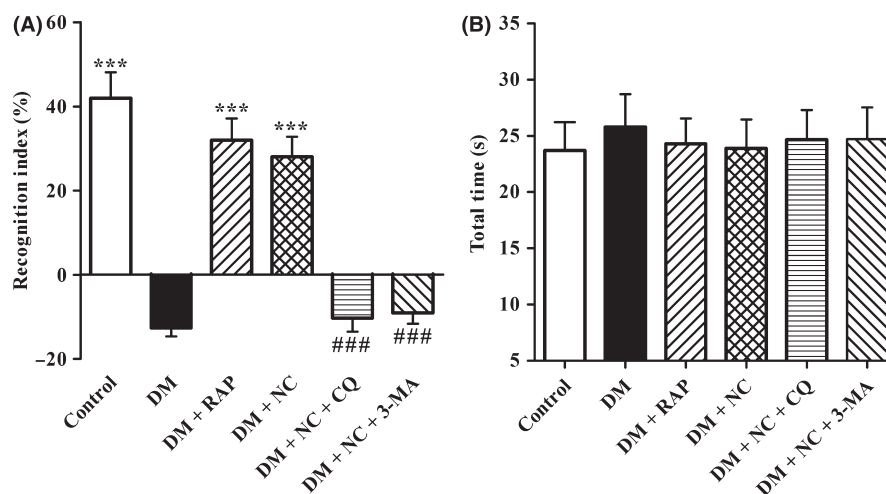 (A)
Recognition index (%)
60
40
20
0
−20
***
***
***
###
###
Control
DM
DM + RAP
DM + NC
DM + NC + CQ
DM + NC + 3-MA
(B)
Total time (s)
35
30
25
20
15
10
5
Control
DM
DM + RAP
DM + NC
DM + NC + CQ
DM + NC + 3-MA